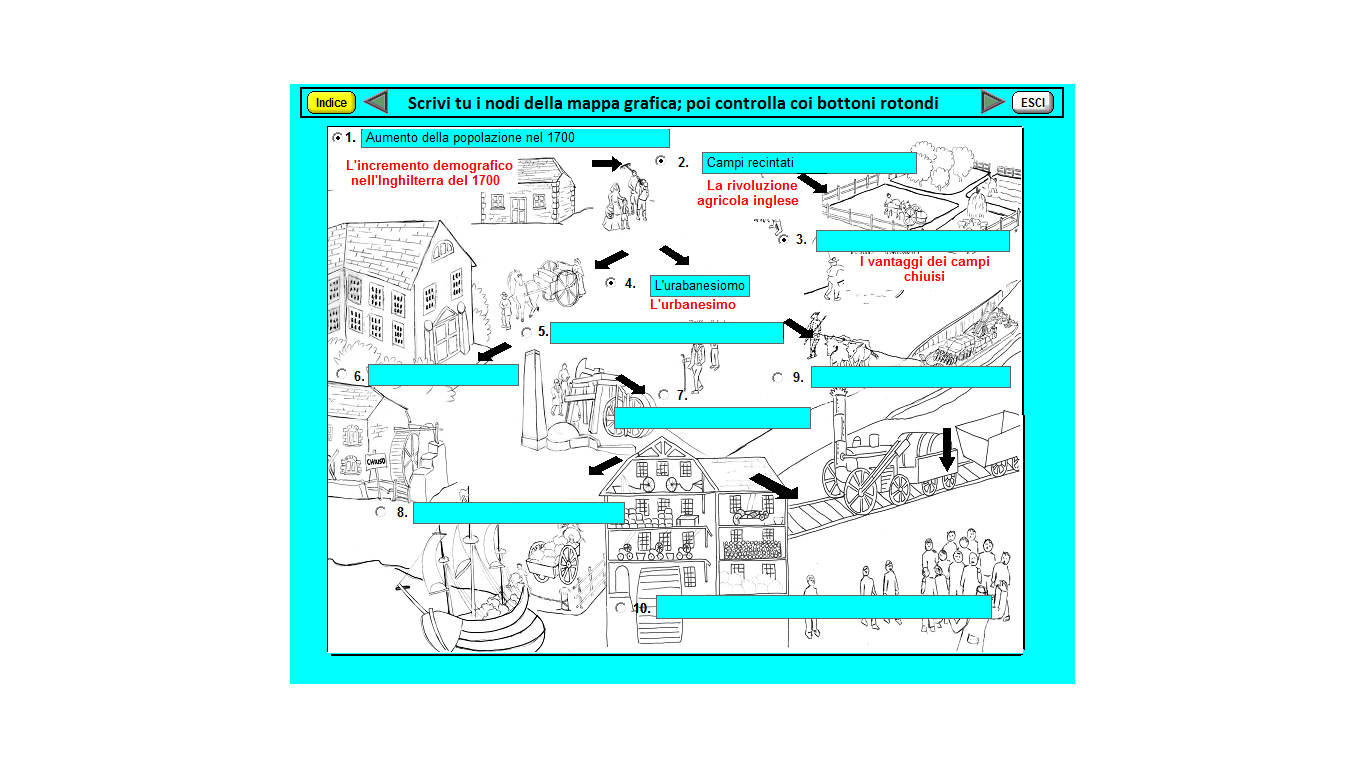 Indice
Scrivi tu i nodi della mappa grafica; poi controlla coi bottoni rotondi
ESCI
1. Aumento della popolazione nel 1700
L'incremento demografico
nell'Inghilterra del 1700
2. Campi recintati
La rivoluzione
agricola inglese
3.
I vantaggi dei campi
chiuisi
4. L'urabanesiomo
L'urbanesimo
5.
6.
9.
7.
CHIUSO
8.
10.